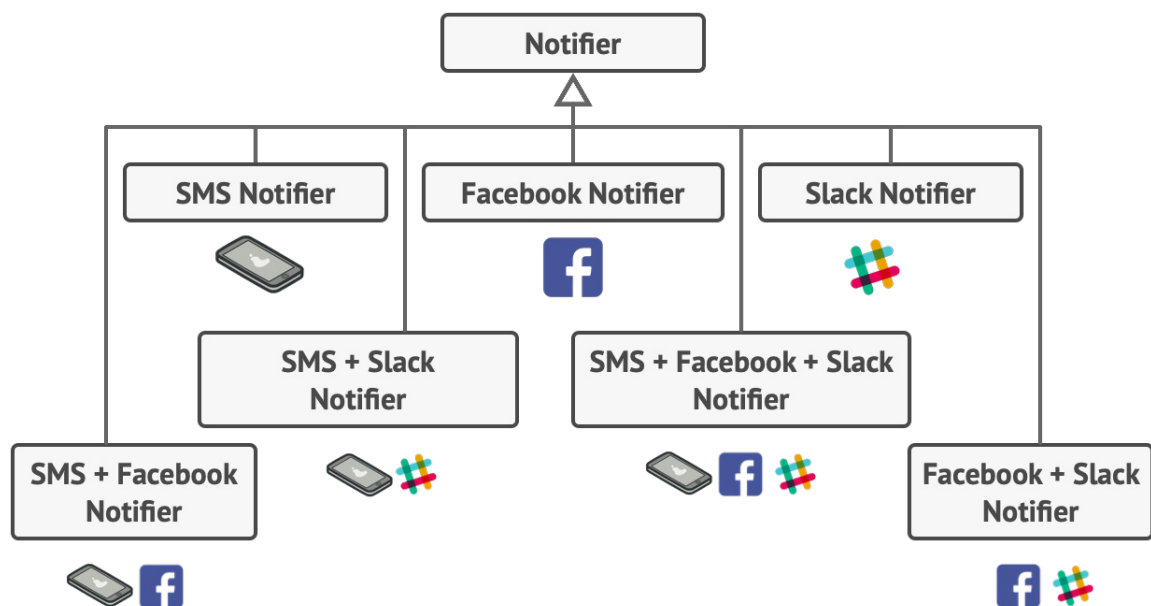 Notifier
SMS Notifier
Facebook Notifier
Slack Notifier
SMS + Slack
Notifier
SMS + Facebook + Slack
Notifier
SMS + Facebook
Notifier
Facebook + Slack
Notifier